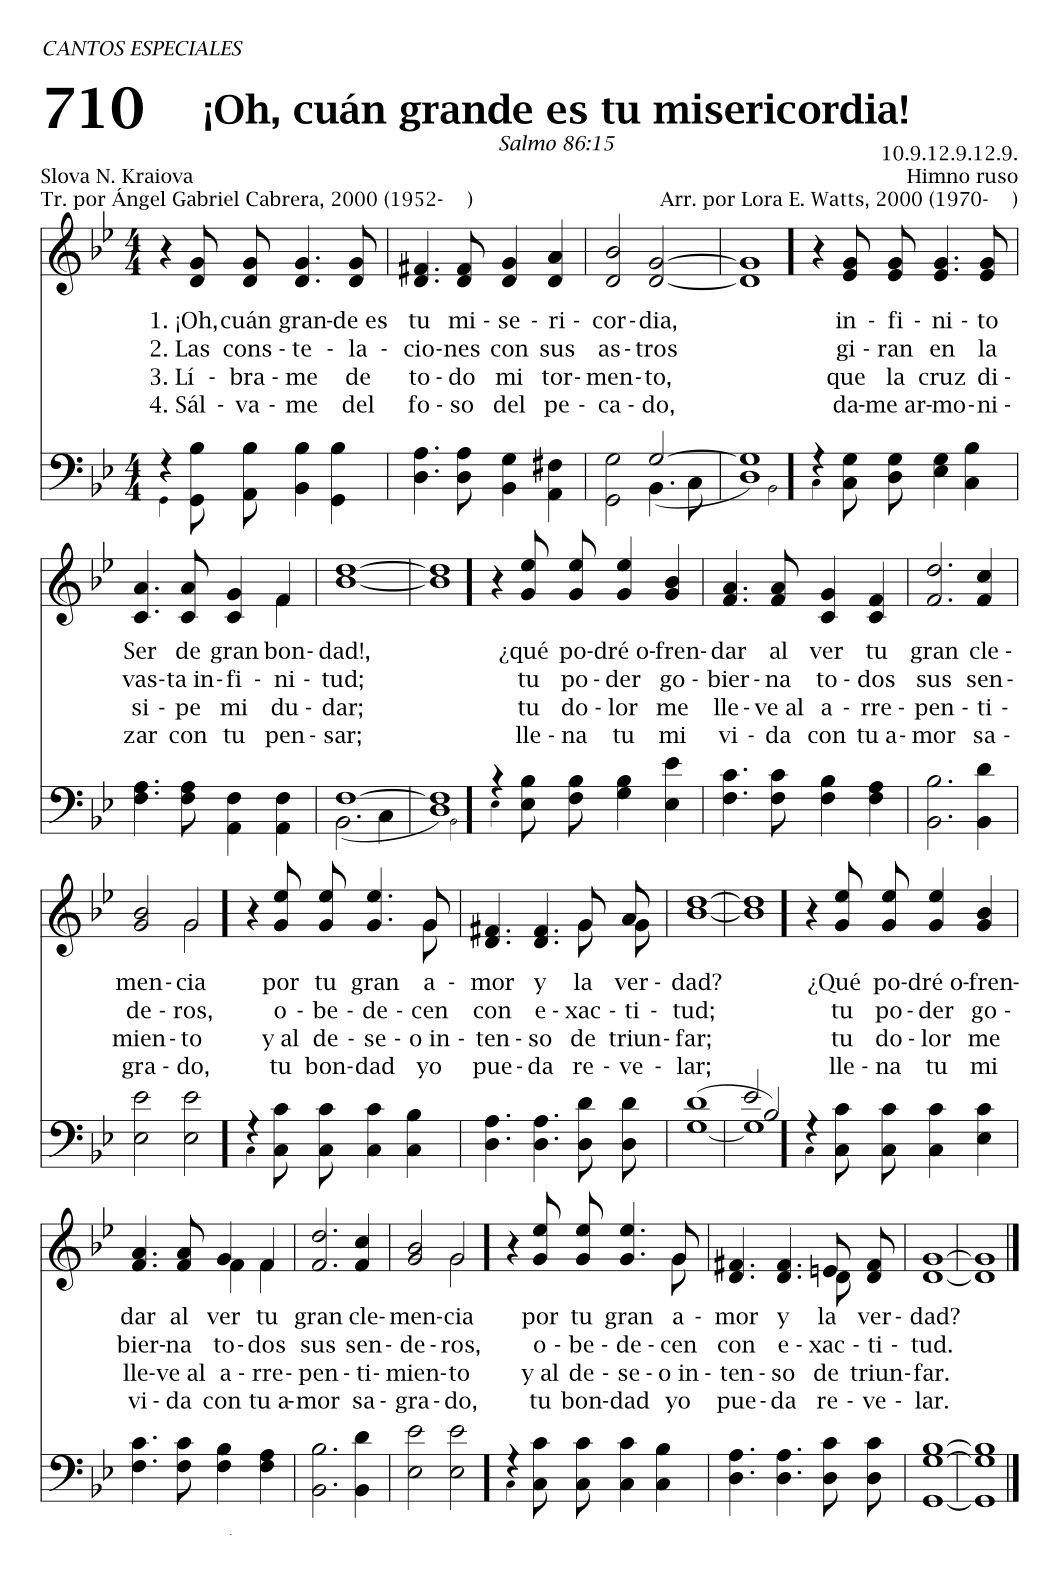 CANTOS ESPECIALES
710 ¡Oh, cuán grande es tu misericordia!
Salmo 86:15
10.9.12.9.12.9.
Slova N. Kraiova Himno ruso
Tr. por Ángel Gabriel Cabrera, 2000 (1952- ) Arr. por Lora E. Watts, 2000 (1970- )
1. ¡Oh, cuán gran-de es tu mi - se - ri - cor - dia, in - fi - ni - to
2. Las cons - te - la - cio - nes con sus as - tros gi - ran en la
3. Lí - bra - me de to - do mi tor - men - to, que la cruz di -
4. Sál - va - me del fo - so del pe - ca - do, da - me ar - mo - ni -
Ser de gran bon - dad!, ¿qué po - dré o - fren - dar al ver tu gran cle -
vas - ta in - fi - ni - tud; tu po - der go - bier - na to - dos sus sen -
si - pe mi du - dar; tu do - lor me lle - ve al a - rre - pen - ti -
zar con tu pen - sar; lle - na tu mi vi - da con tu a - mor sa -
men - cia por tu gran a - mor y la ver - dad? ¿Qué po - dré o - fren -
de - ros, o - be - de - cen con e - xac - ti - tud; tu po - der go -
mien - to y al de - se - o in - ten - so de triun - far; tu do - lor me
gra - do, tu bon - dad yo pue - da re - ve - lar; lle - na tu mi
dar al ver tu gran cle - men - cia por tu gran a - mor y la ver - dad?
bier - na to - dos sus sen - de - ros, o - be - de - cen con e - xac - ti - tud.
lle - ve al a - rre - pen - ti - mien - to y al de - se - o in - ten - so de triun - far.
vi - da con tu a - mor sa - gra - do, tu bon - dad yo pue - da re - ve - lar.